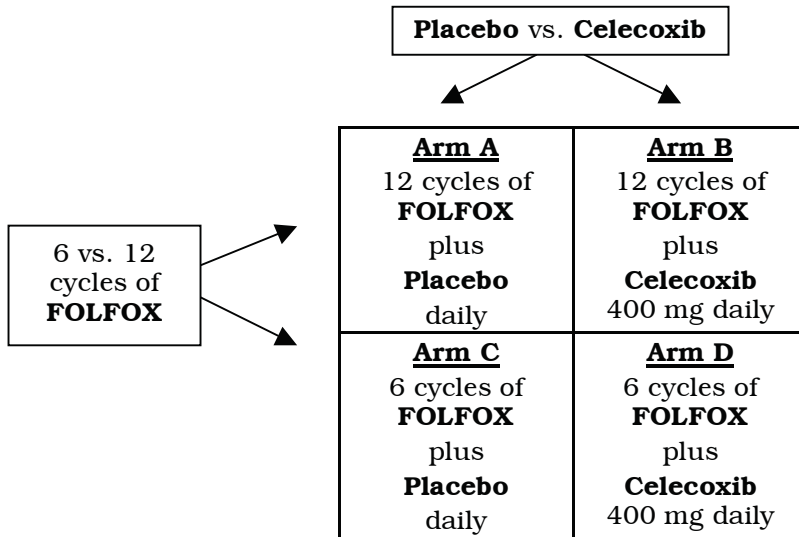 Placebo vs. Celecoxib
Arm A
12 cycles of
FOLFOX
plus
Placebo
daily
Arm B
12 cycles of
FOLFOX
plus
Celecoxib
400 mg daily
6 vs. 12
cycles of
FOLFOX
Arm C
6 cycles of
FOLFOX
plus
Placebo
daily
Arm D
6 cycles of
FOLFOX
plus
Celecoxib
400 mg daily